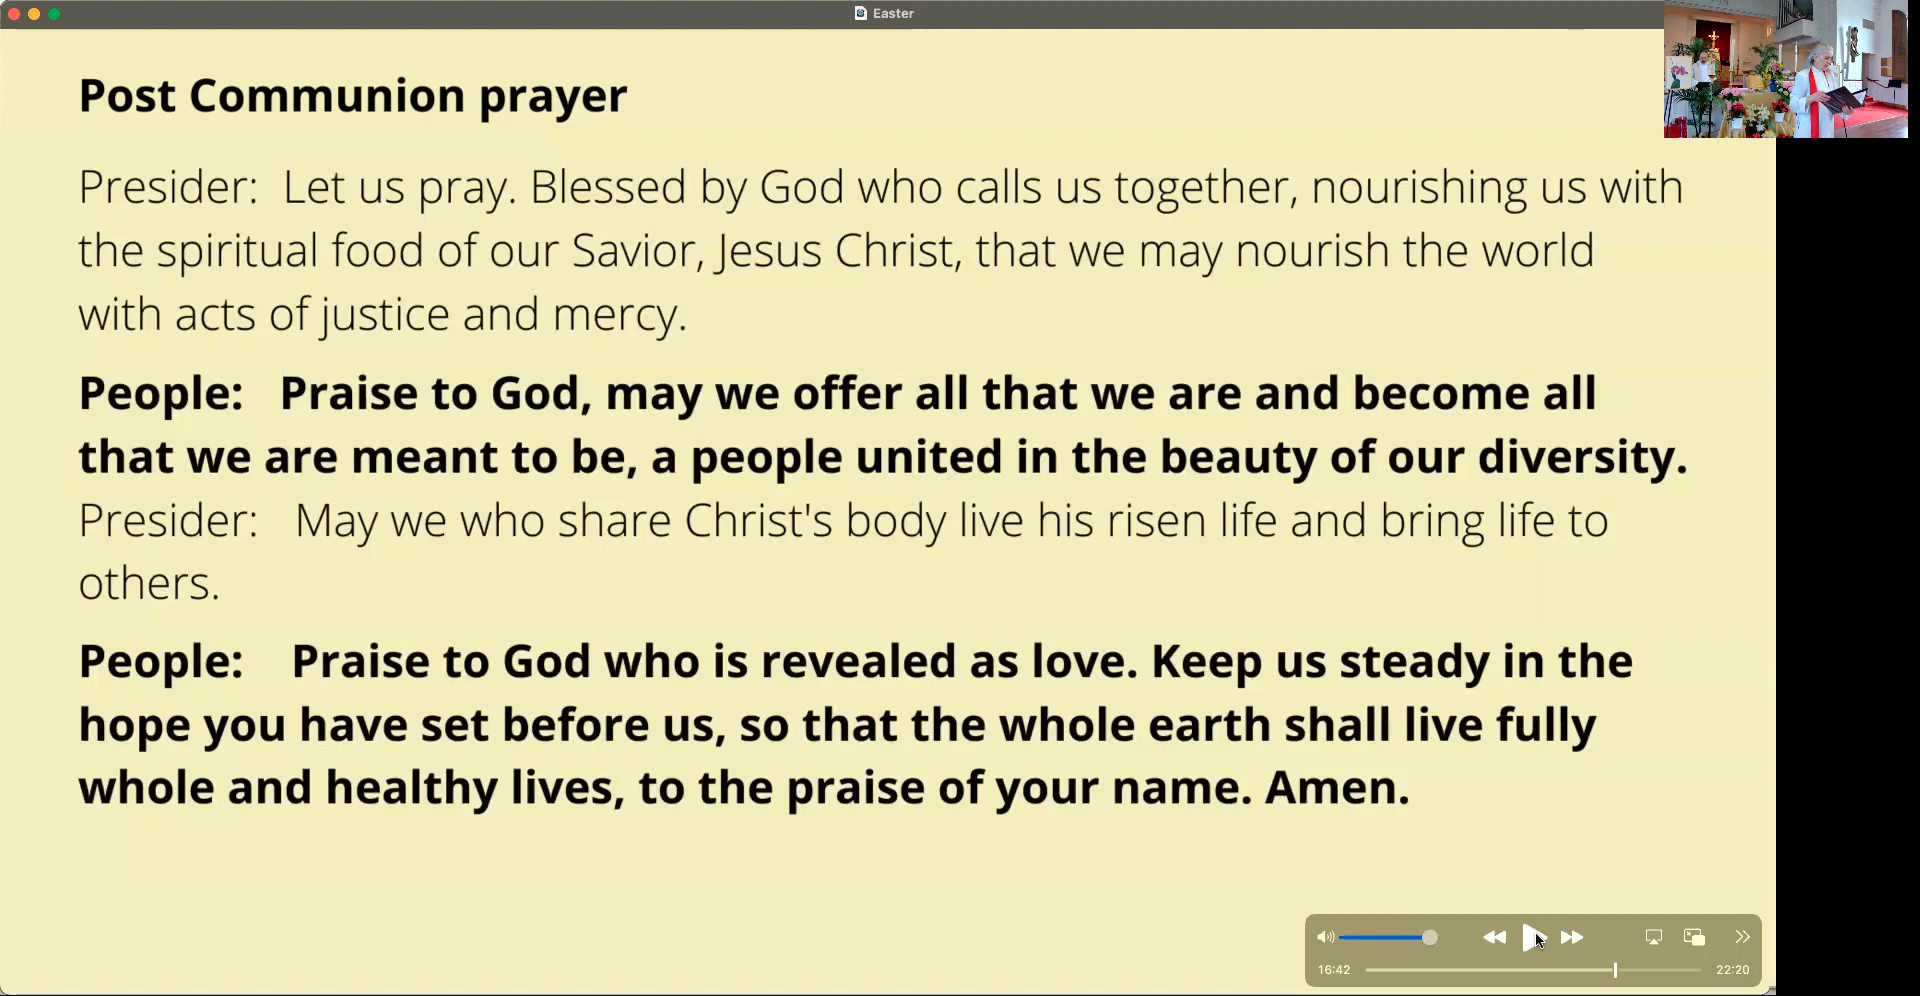 Easter
Post Communion prayer
Presider: Let us pray. Blessed by God who calls us together, nourishing us with
the spiritual food of our Savior, Jesus Christ, that we may nourish the world
with acts of justice and mercy.
People: Praise to God, may we offer all that we are and become all
that we are meant to be, a people united in the beauty of our diversity.
Presider: May we who share Christ's body live his risen life and bring life to
others.
People: Praise to God who is revealed as love. Keep us steady in the
hope you have set before us, so that the whole earth shall live fully
whole and healthy lives, to the praise of your name. Amen.
16:42
22:20